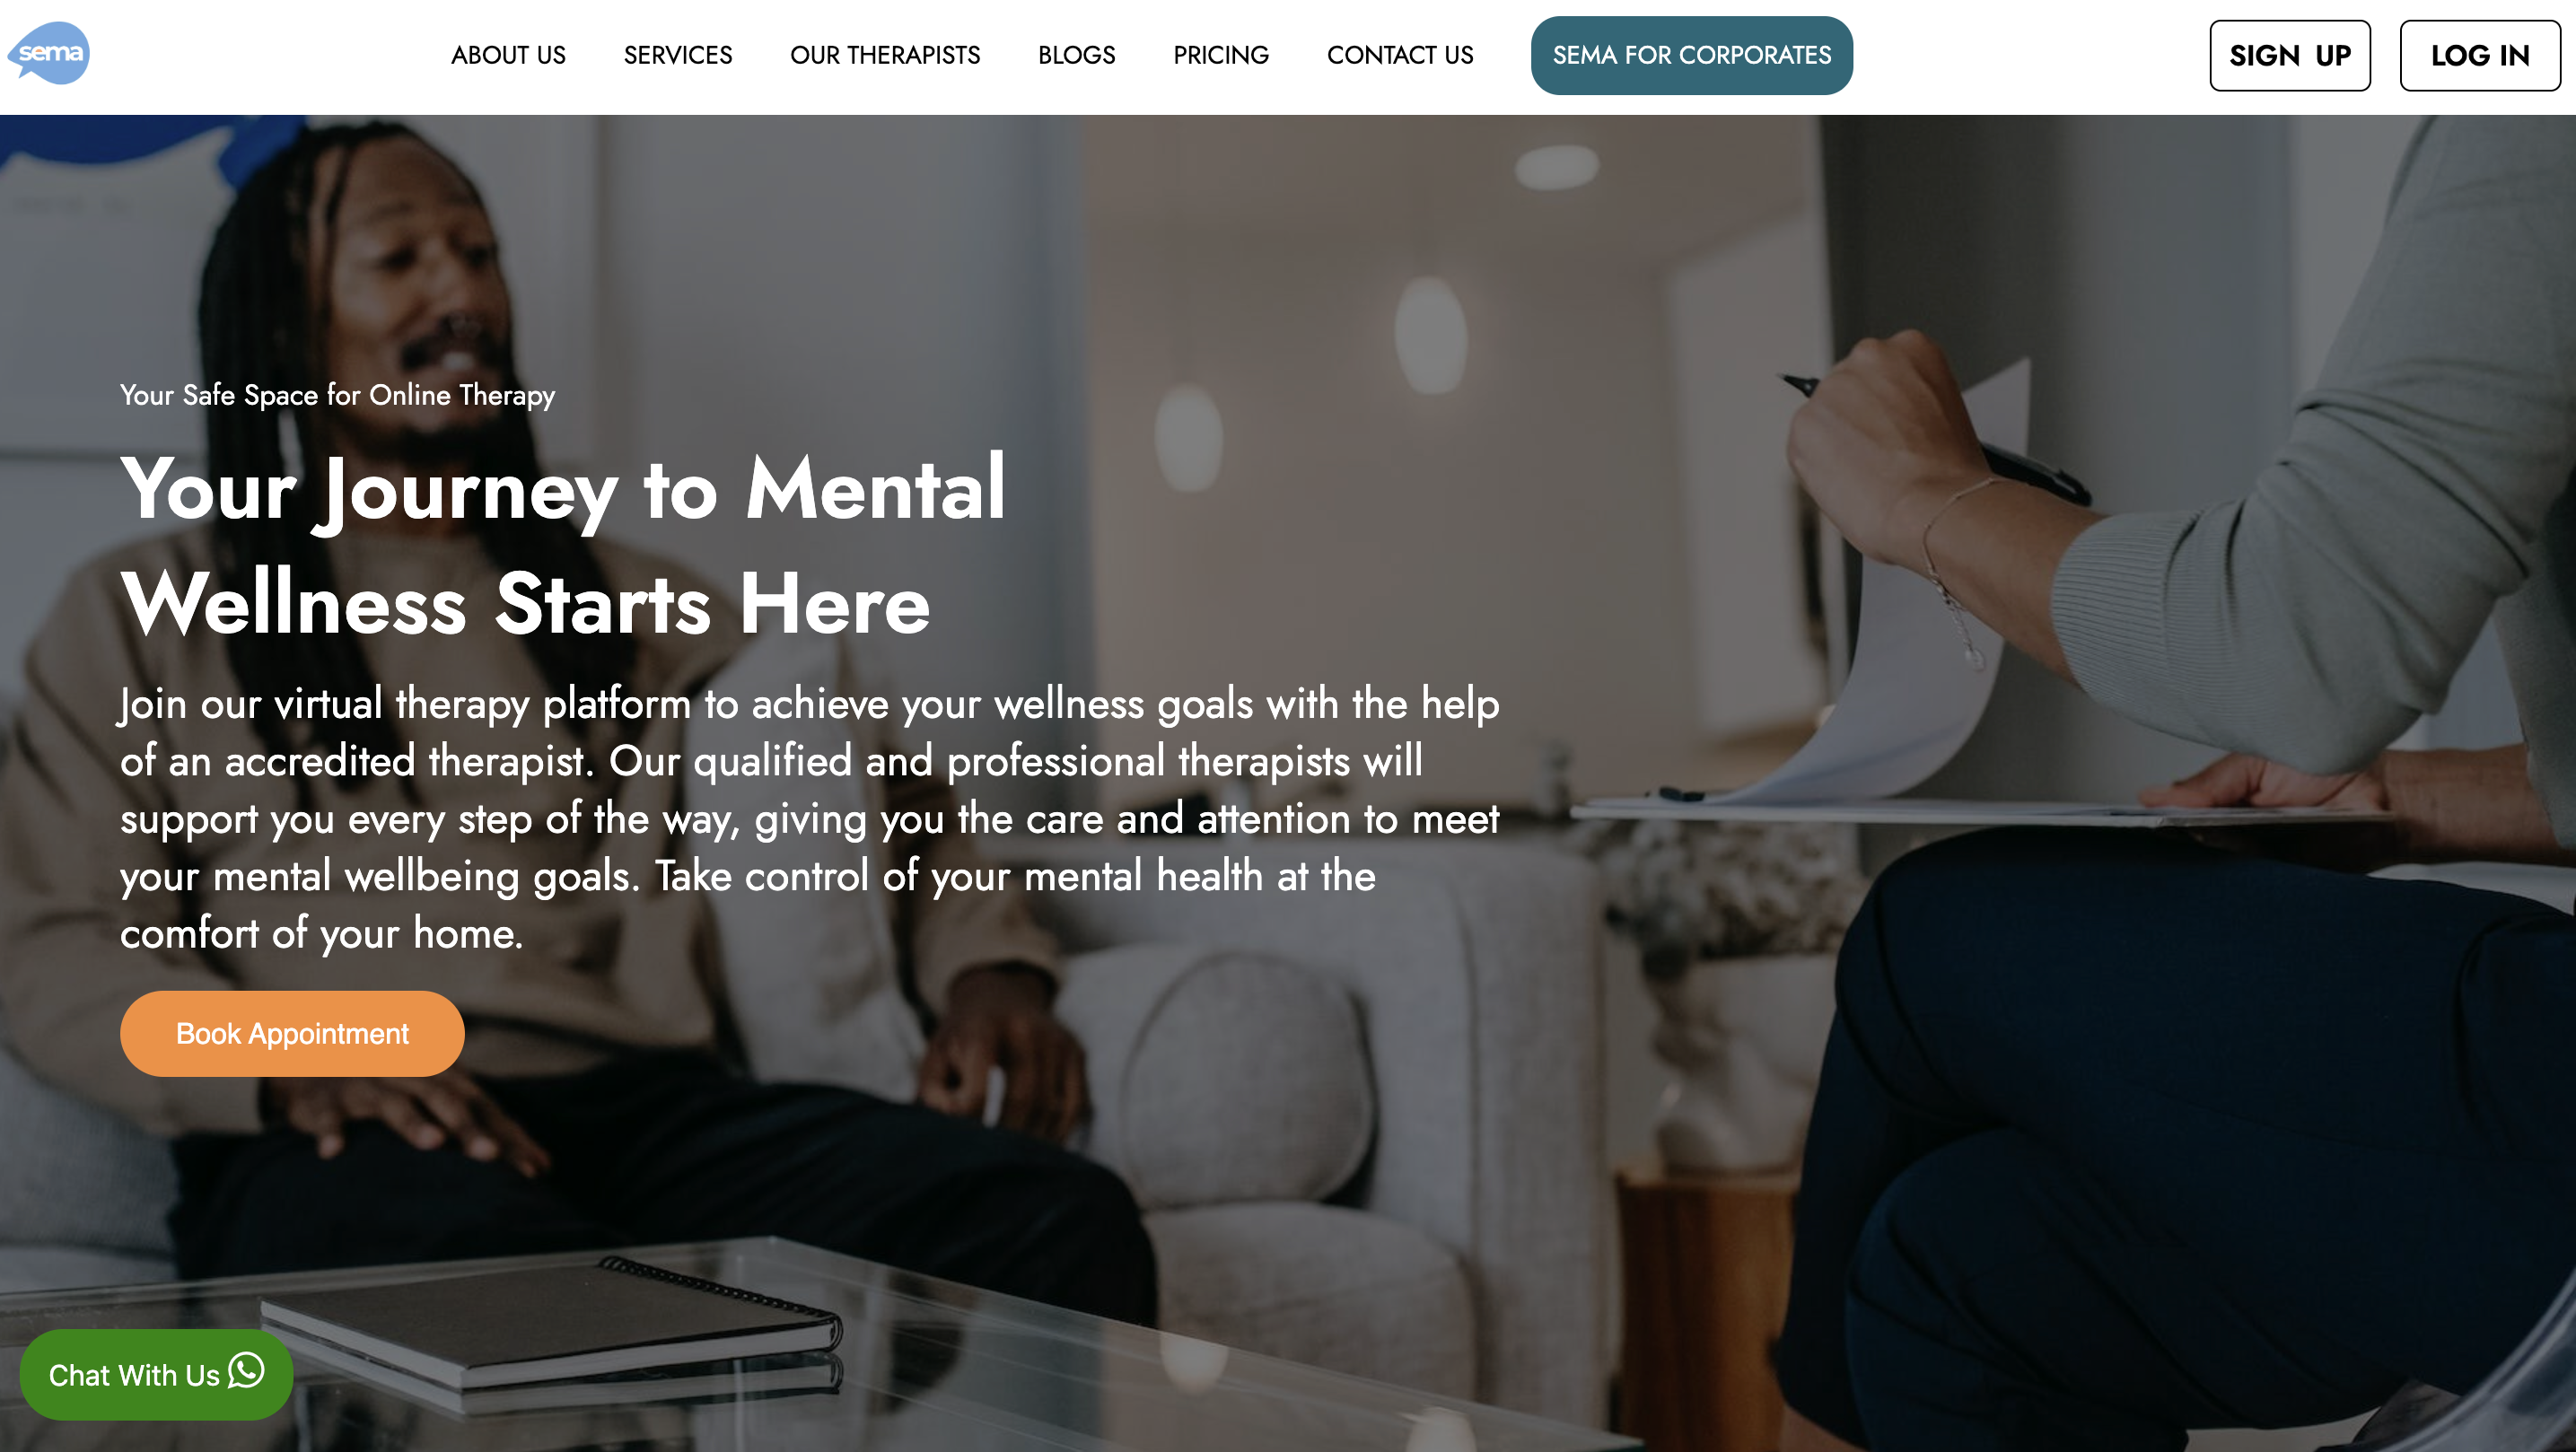 sema
ABOUT US
SERVICES
OUR THERAPISTS
BLOGS
PRICING
CONTACT US
SEMA FOR CORPORATES
SIGN UP
LOG IN
Your Safe Space for Online Therapy
Your Journey to Mental
Wellness Starts Here
Join our virtual therapy platform to achieve your wellness goals with the help
of an accredited therapist. Our qualified and professional therapists will
support you every step of the way, giving you the care and attention to meet
your mental wellbeing goals. Take control of your mental health at the
comfort of your home.
Book Appointment
Chat With Us